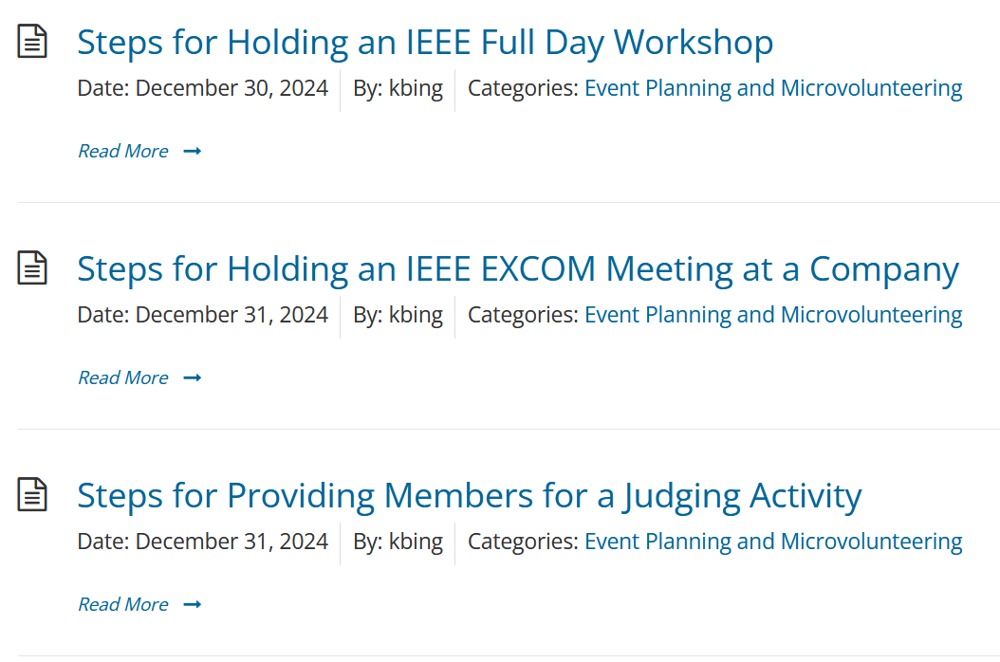 Steps for Holding an IEEE Full Day Workshop
Date: December 30, 2024 By: kbing Categories: Event Planning and Microvolunteering
Read More
Steps for Holding an IEEE EXCOM Meeting at a Company
Date: December 31, 2024 By: kbing Categories: Event Planning and Microvolunteering
Read More
Steps for Providing Members for a Judging Activity
Date: December 31, 2024 By: kbing Categories: Event Planning and Microvolunteering
Read More